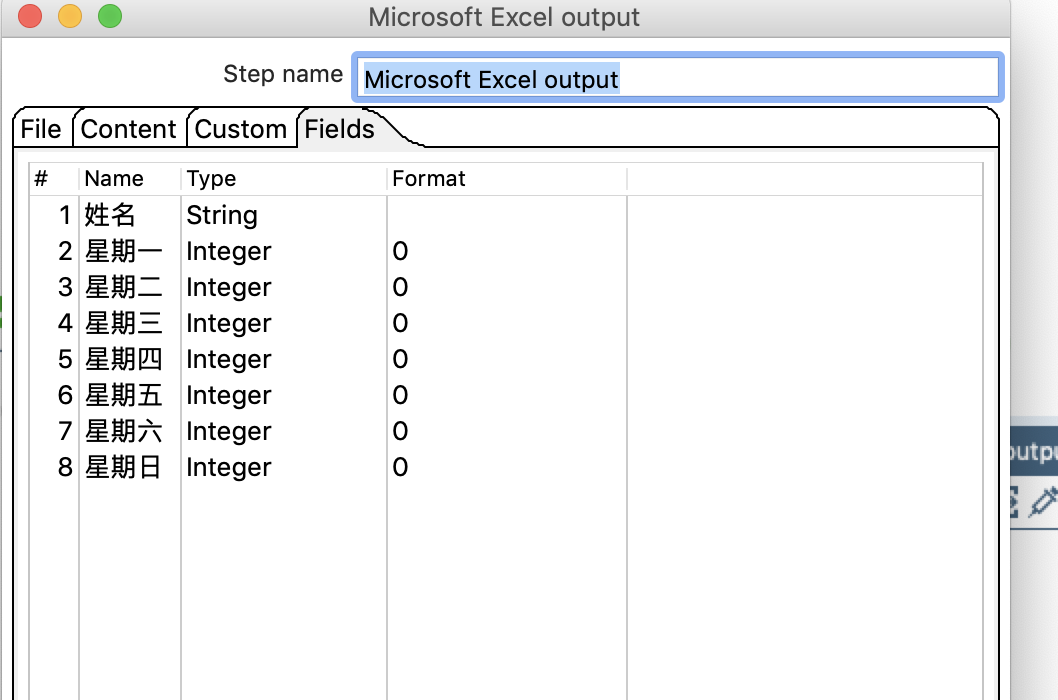 Microsoft Excel output
Step name Microsoft Excel output
File Content Custom Fields
# Name Type Format
1 姓名 String
2 星期一 Integer 0
3 星期二 Integer 0
4 星期三 Integer 0
5 星期四 Integer 0
6 星期五 Integer 0
7 星期六 Integer 0
8 星期日 Integer 0